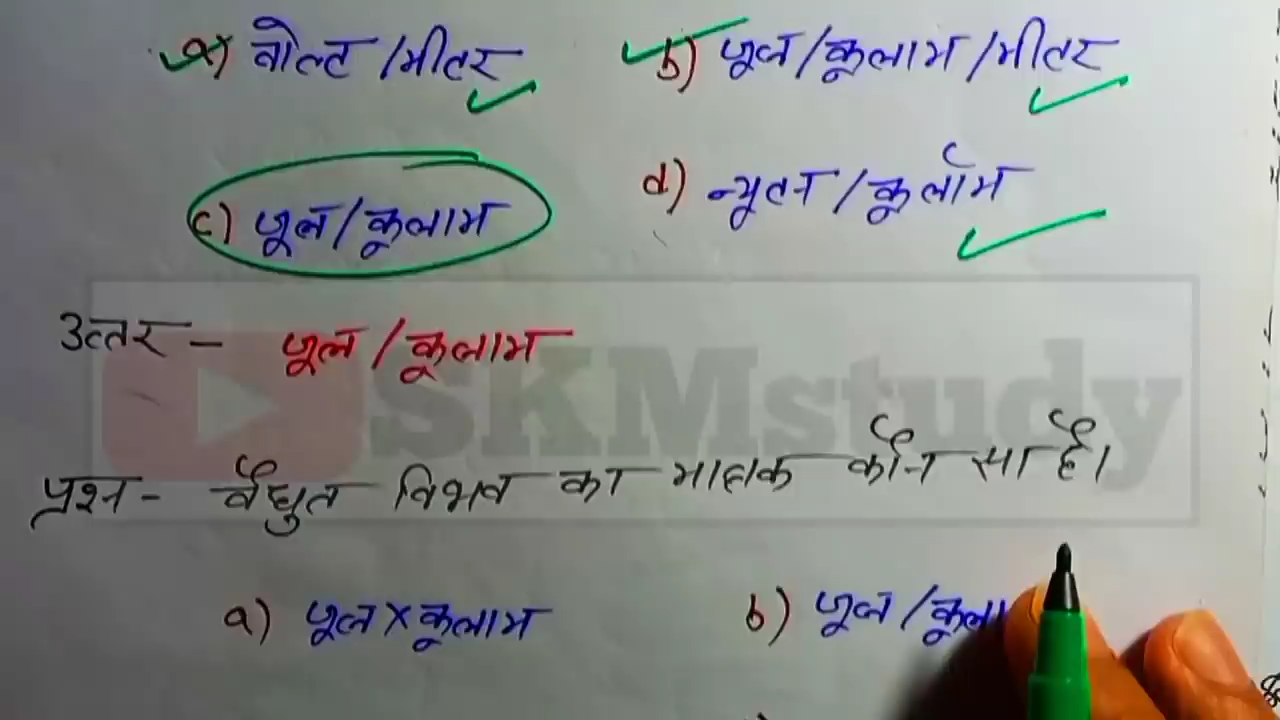 a) वोल्ट /मीटर b) जूल/कूलाम/मीटर
c) जूल/कूलाम d) न्यूटन/कूलॉम
उत्तर - जूल/कूलाम
SKMstudy
प्रश्न - वैद्युत विभव का मात्रक कौन सा है।
a) जूल×कूलाम b) जूल/कूला